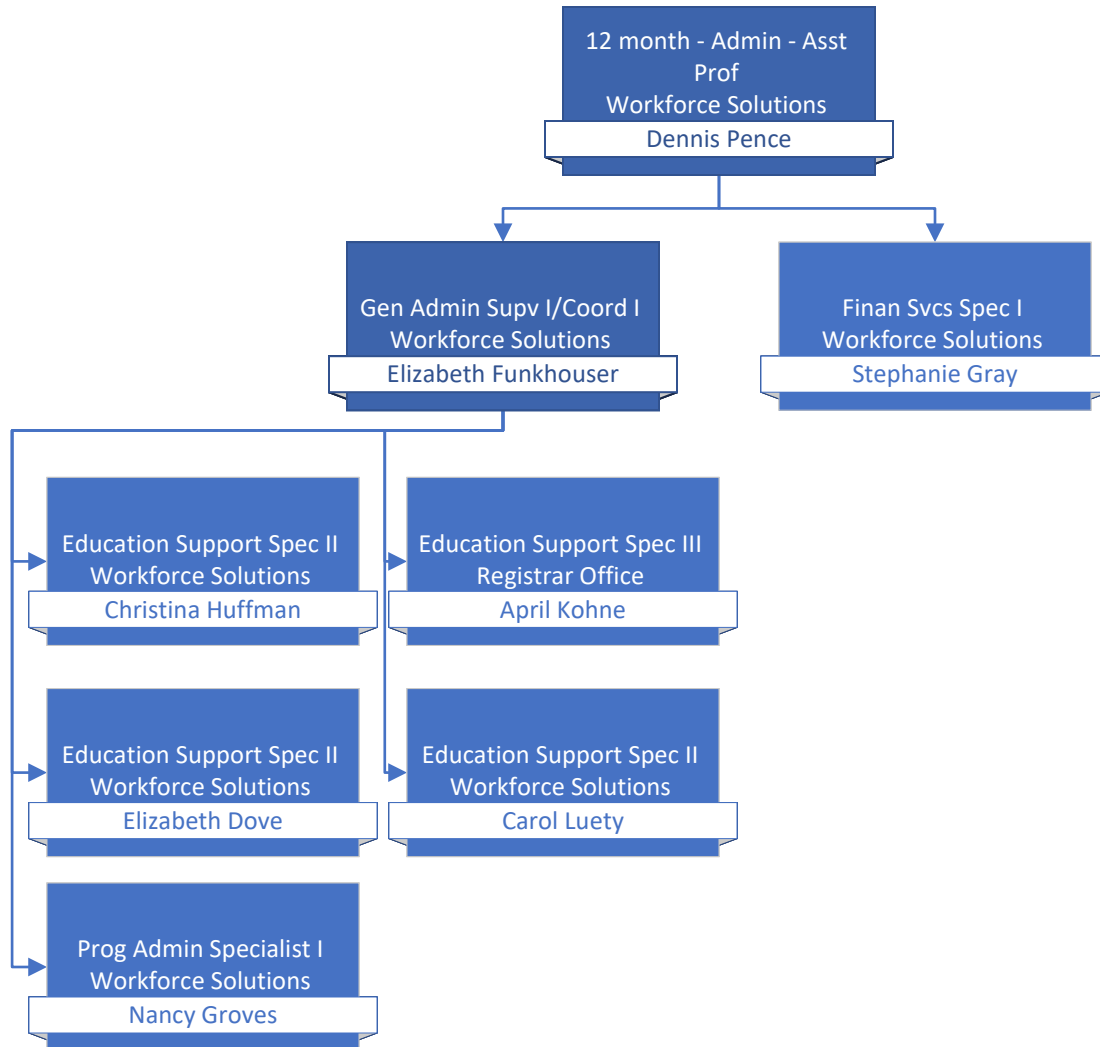 12 month - Admin - Asst
Prof
Workforce Solutions
Dennis Pence
Gen Admin Supv I/Coord I
Workforce Solutions
Elizabeth Funkhouser
Finan Svcs Spec I
Workforce Solutions
Stephanie Gray
Education Support Spec II
Workforce Solutions
Christina Huffman
Education Support Spec III
Registrar Office
April Kohne
Education Support Spec II
Workforce Solutions
Elizabeth Dove
Education Support Spec II
Workforce Solutions
Carol Luety
Prog Admin Specialist I
Workforce Solutions
Nancy Groves